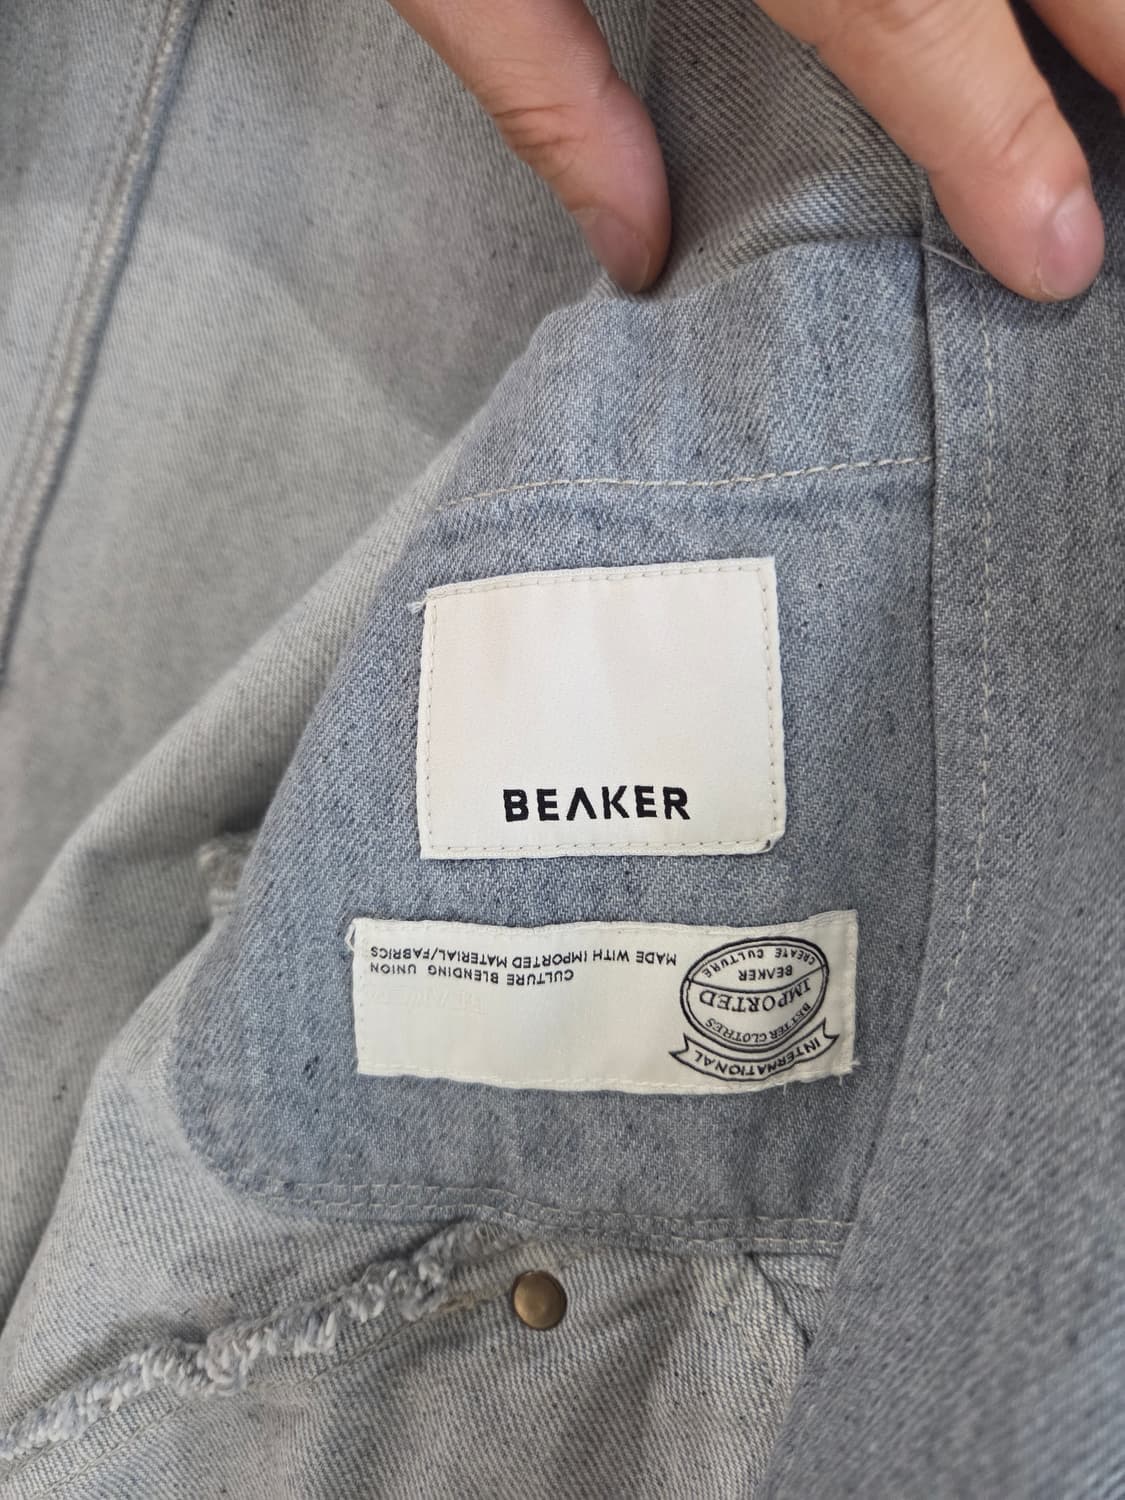 BEAKER
MADE WITH IMPORTED MATERIAL/FABRICS
CULTURE BLENDING UNION
CREATE CULTURE
BEAKER
IMPORTED
BETTER CLOTHES
INTERNATIONAL